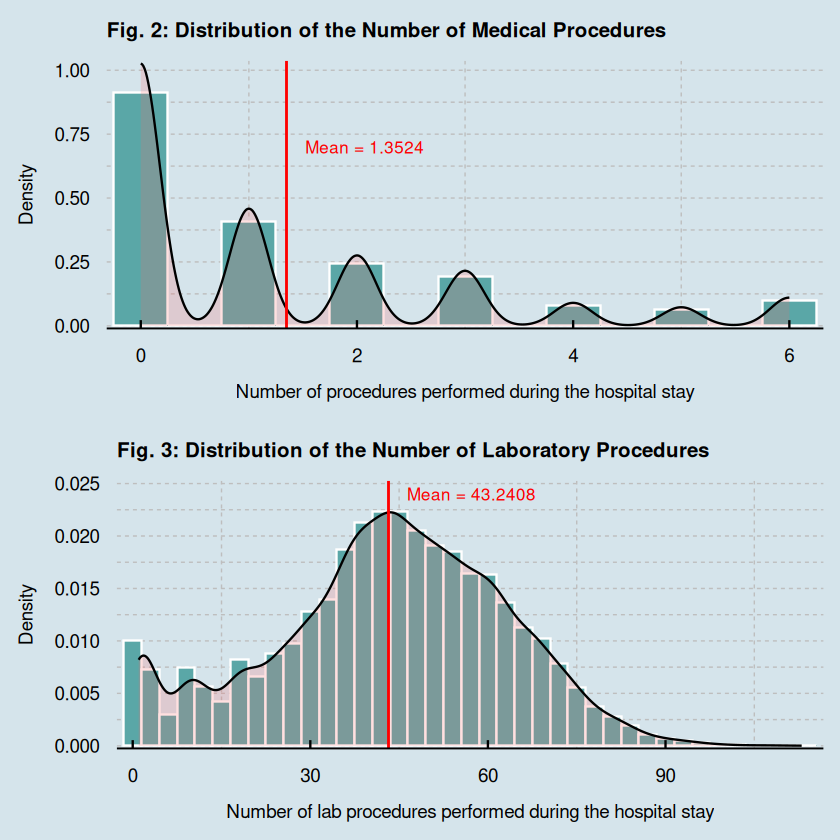 Fig. 2: Distribution of the Number of Medical Procedures
1.00
0.75
0.50
0.25
0.00
Density
Mean = 1.3524
0 2 4 6
Number of procedures performed during the hospital stay
Fig. 3: Distribution of the Number of Laboratory Procedures
0.025
0.020
0.015
0.010
0.005
0.000
Density
Mean = 43.2408
0 30 60 90
Number of lab procedures performed during the hospital stay